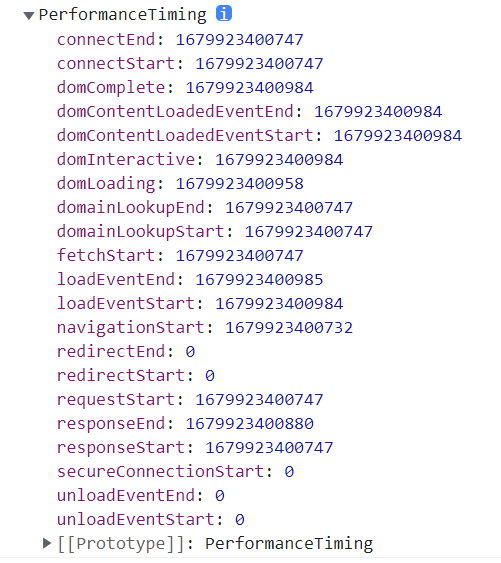 PerformanceTiming i
connectEnd: 1679923400747
connectStart: 1679923400747
domComplete: 1679923400984
domContentLoadedEventEnd: 1679923400984
domContentLoadedEventStart: 1679923400984
domInteractive: 1679923400984
domLoading: 1679923400958
domainLookupEnd: 1679923400747
domainLookupStart: 1679923400747
fetchStart: 1679923400747
loadEventEnd: 1679923400985
loadEventStart: 1679923400984
navigationStart: 1679923400732
redirectEnd: 0
redirectStart: 0
requestStart: 1679923400747
responseEnd: 1679923400880
responseStart: 1679923400747
secureConnectionStart: 0
unloadEventEnd: 0
unloadEventStart: 0
[[Prototype]]: PerformanceTiming